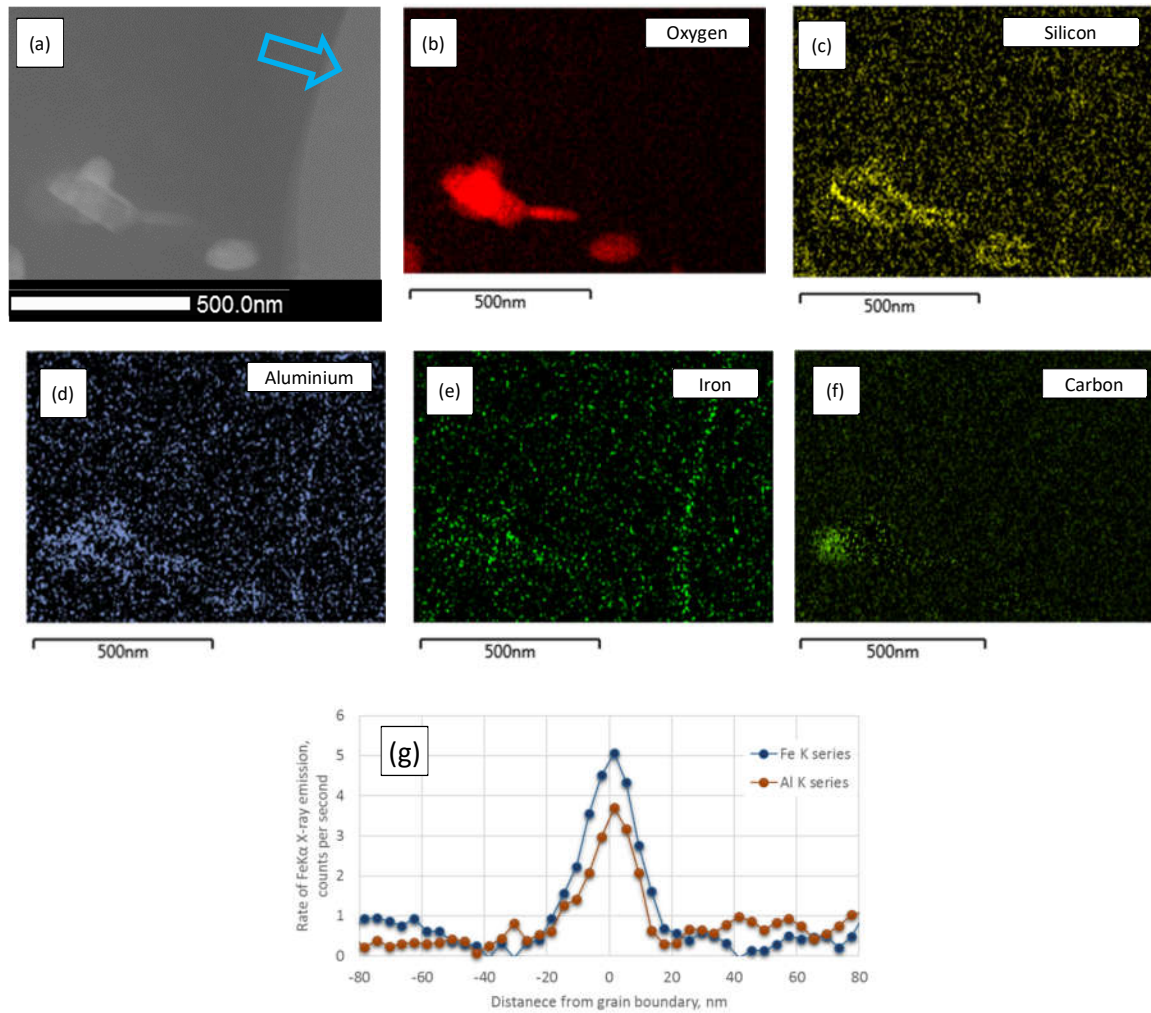 (a)
500.0nm
(b)
Oxygen
500nm
(c)
Silicon
500nm
(d)
Aluminium
500nm
(e)
Iron
500nm
(f)
Carbon
500nm
(g)
Rate of FeKα X-ray emission,
counts per second
6
5
4
3
2
1
0
-80 -60 -40 -20 0 20 40 60 80
Distanece from grain boundary, nm
Fe K series
Al K series